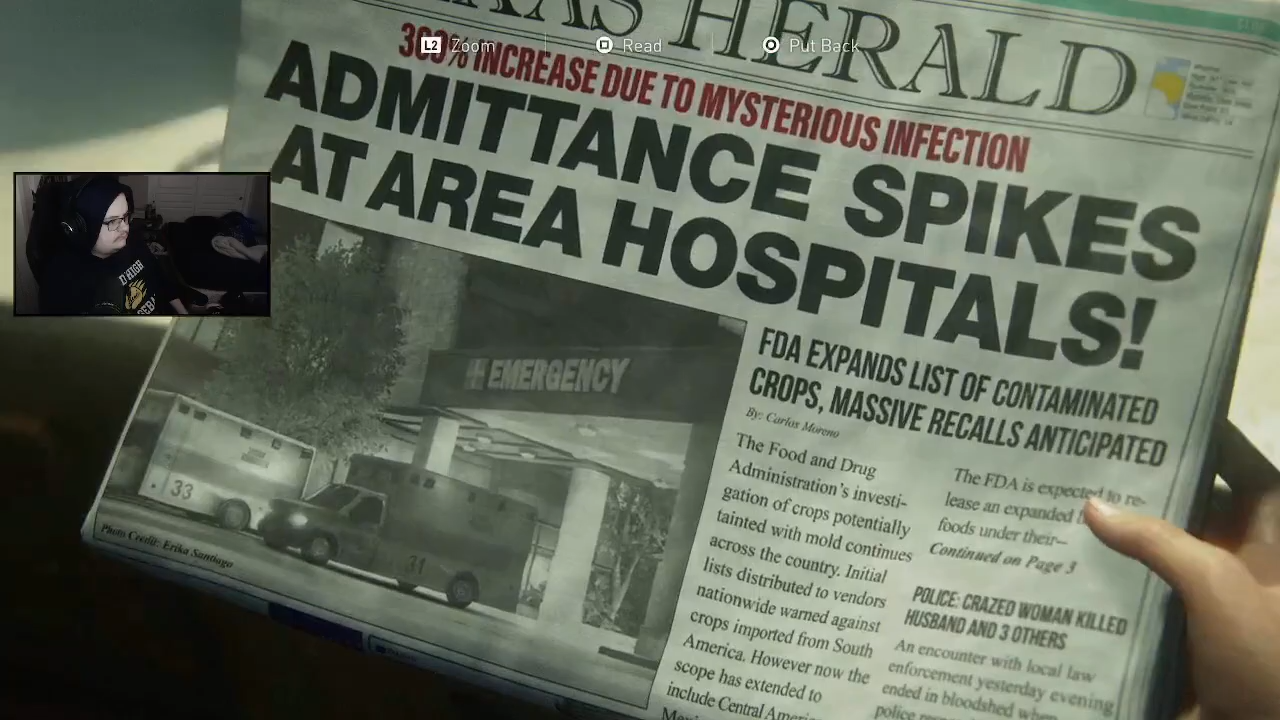 HERALD
L2 Zoom
Read
Put Back
300% INCREASE DUE TO MYSTERIOUS INFECTION
ADMITTANCE SPIKES
AT AREA HOSPITALS!
EMERGENCY
33
31
Photo Credit: Erika Santiago
FDA EXPANDS LIST OF CONTAMINATED
CROPS, MASSIVE RECALLS ANTICIPATED
By: Carlos Moreno
The Food and Drug
Administration's investi-
gation of crops potentially
tainted with mold continues
across the country. Initial
lists distributed to vendors
nationwide warned against
crops imported from South
America. However now the
scope has extended to
include Central America
The FDA is expected to re-
lease an expanded
foods under their—
Continued on Page 3
POLICE: CRAZED WOMAN KILLED
HUSBAND AND 3 OTHERS
An encounter with local law
enforcement yesterday evening
ended in bloodshed when
police
D HIGH